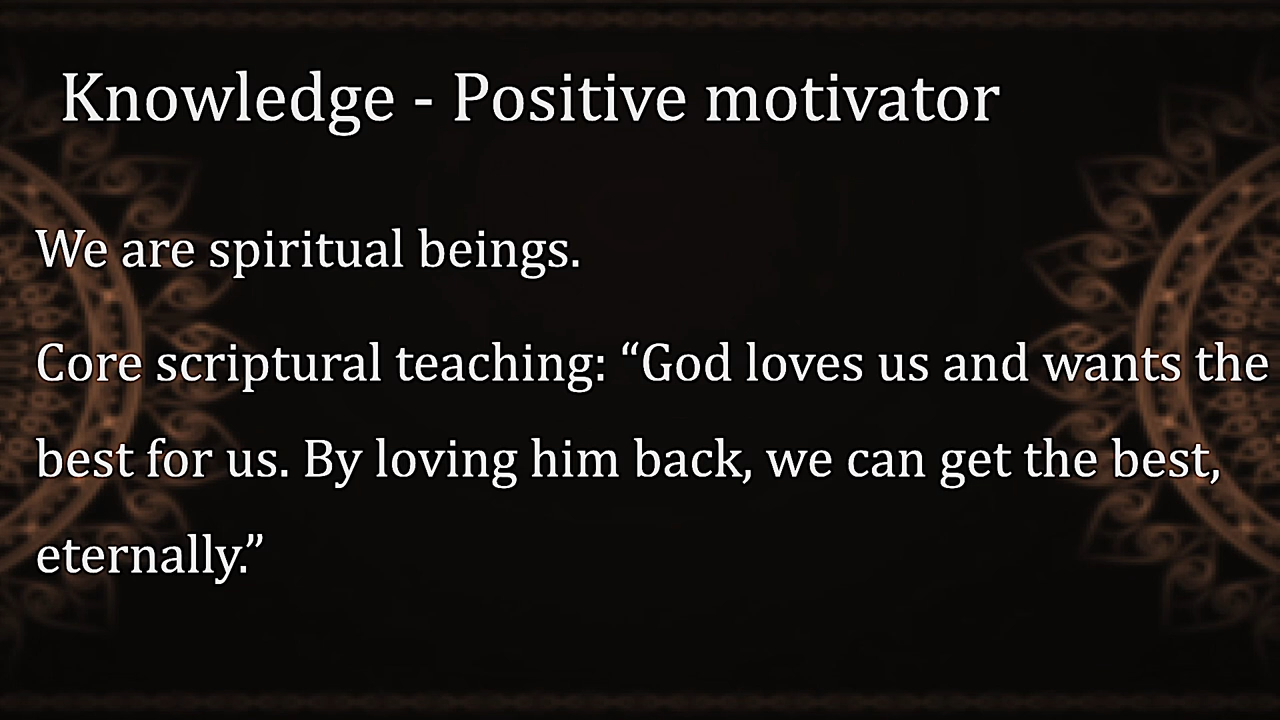 Knowledge - Positive motivator
We are spiritual beings.
Core scriptural teaching: “God loves us and wants the
best for us. By loving him back, we can get the best,
eternally.”